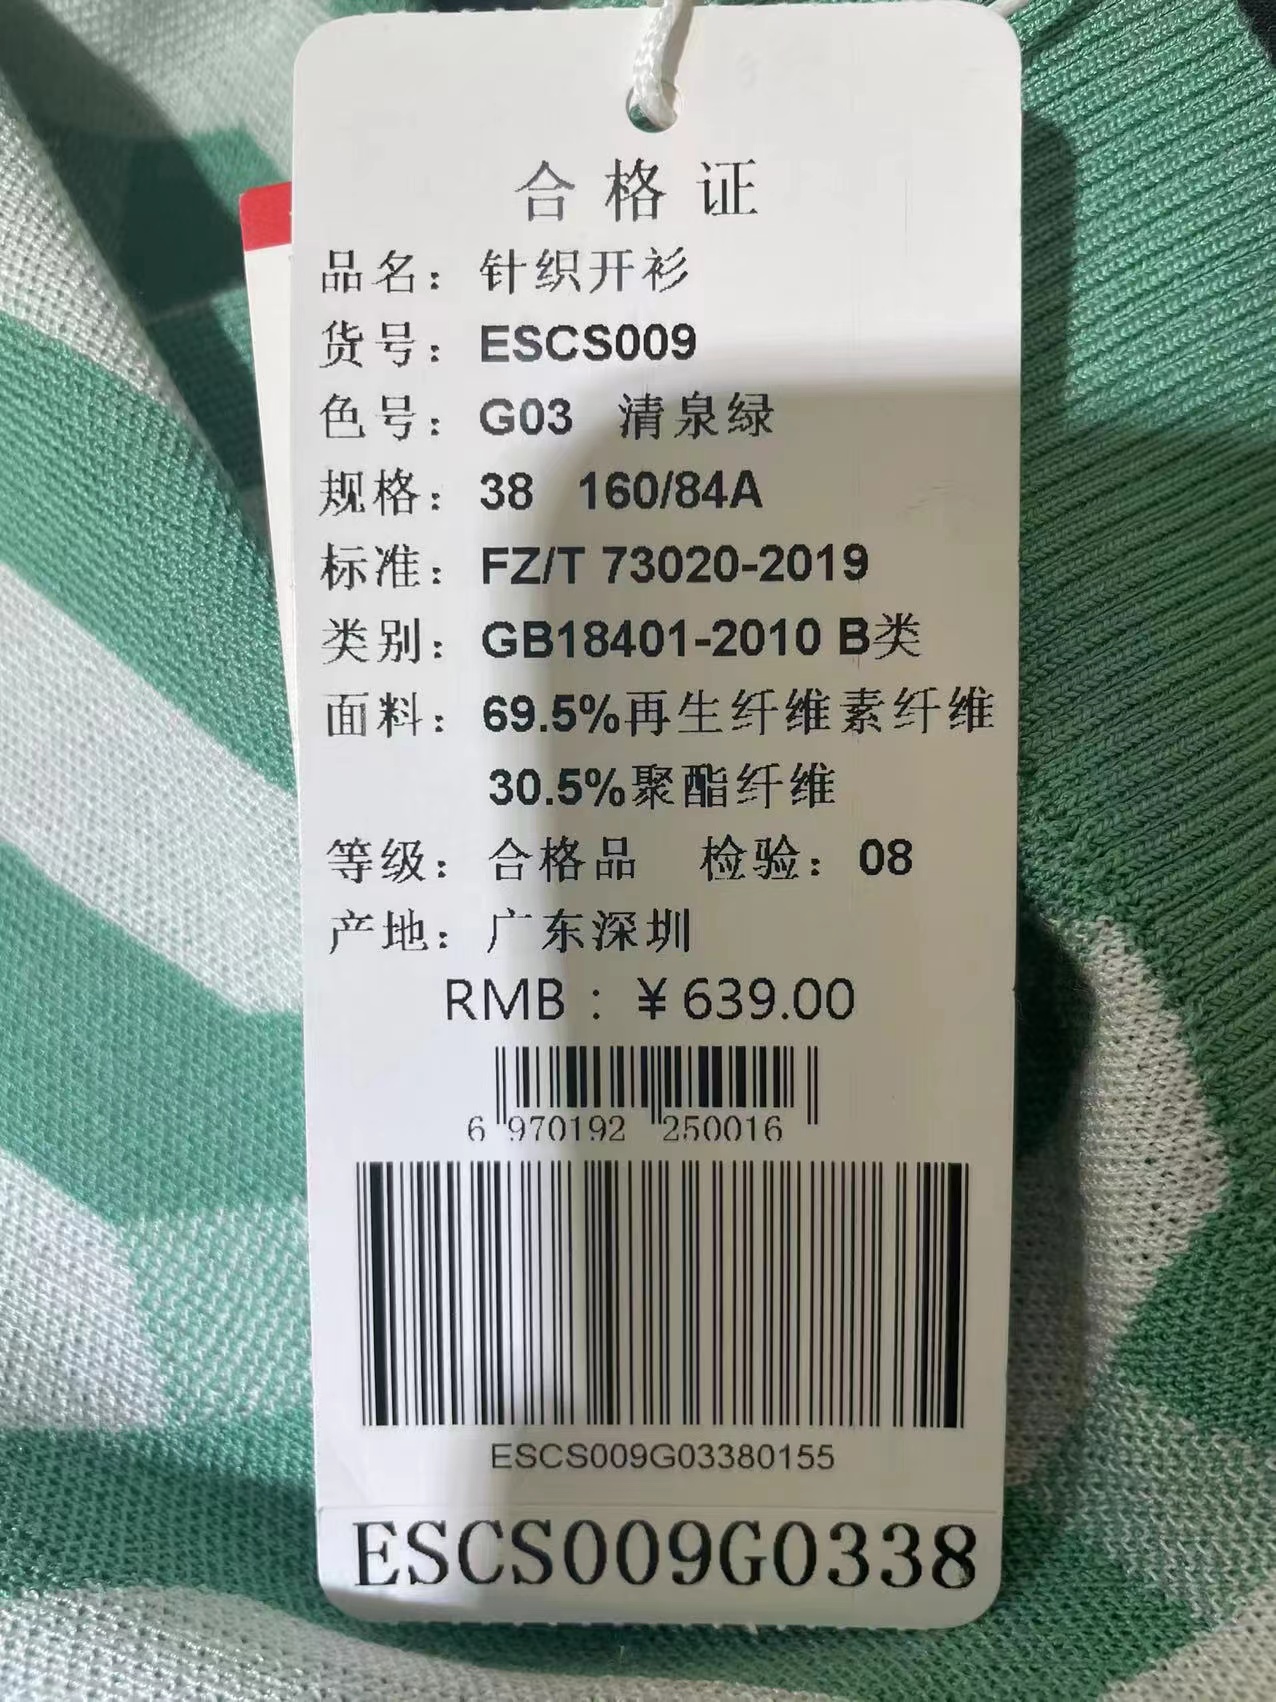 合格证
品名：针织开衫
货号：ESCS009
色号：G03 清泉绿
规格：38 160/84A
标准：FZ/T 73020-2019
类别：GB18401-2010 B类
面料：69.5%再生纤维素纤维
30.5%聚酯纤维
等级：合格品 检验：08
产地：广东深圳
RMB：¥639.00
6 970192 250016
ESCS009G03380155
ESCS009G0338